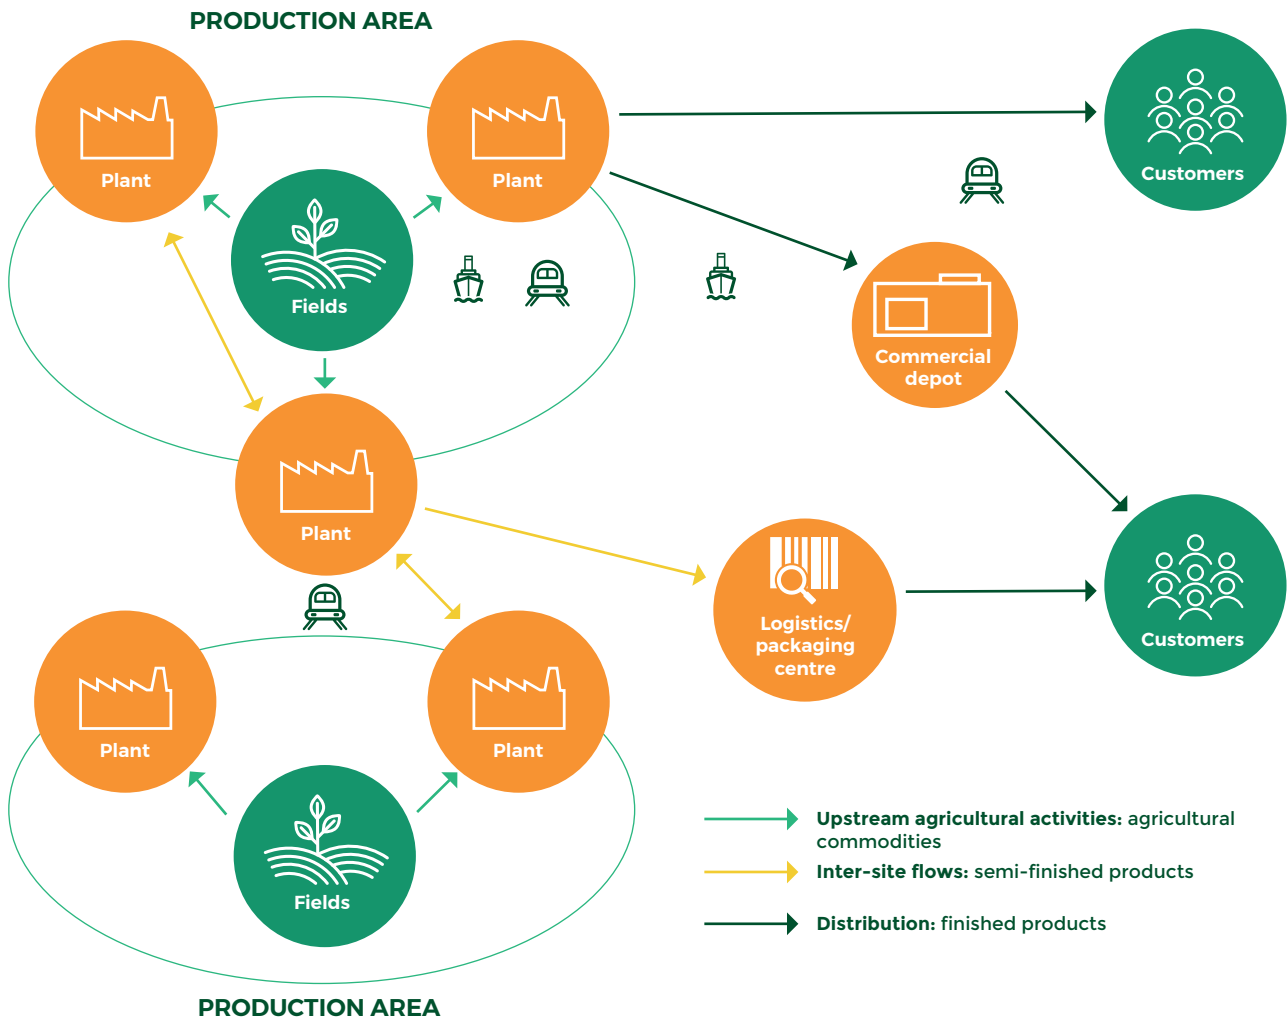 PRODUCTION AREA
Plant
Plant
Customers
Fields
Commercial
depot
Plant
Logistics/
packaging
centre
Customers
Plant
Plant
Fields
Upstream agricultural activities: agricultural
commodities
Inter-site flows: semi-finished products
Distribution: finished products
PRODUCTION AREA